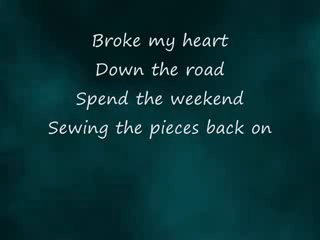 Broke my heart
Down the road
Spend the weekend
Sewing the pieces back on